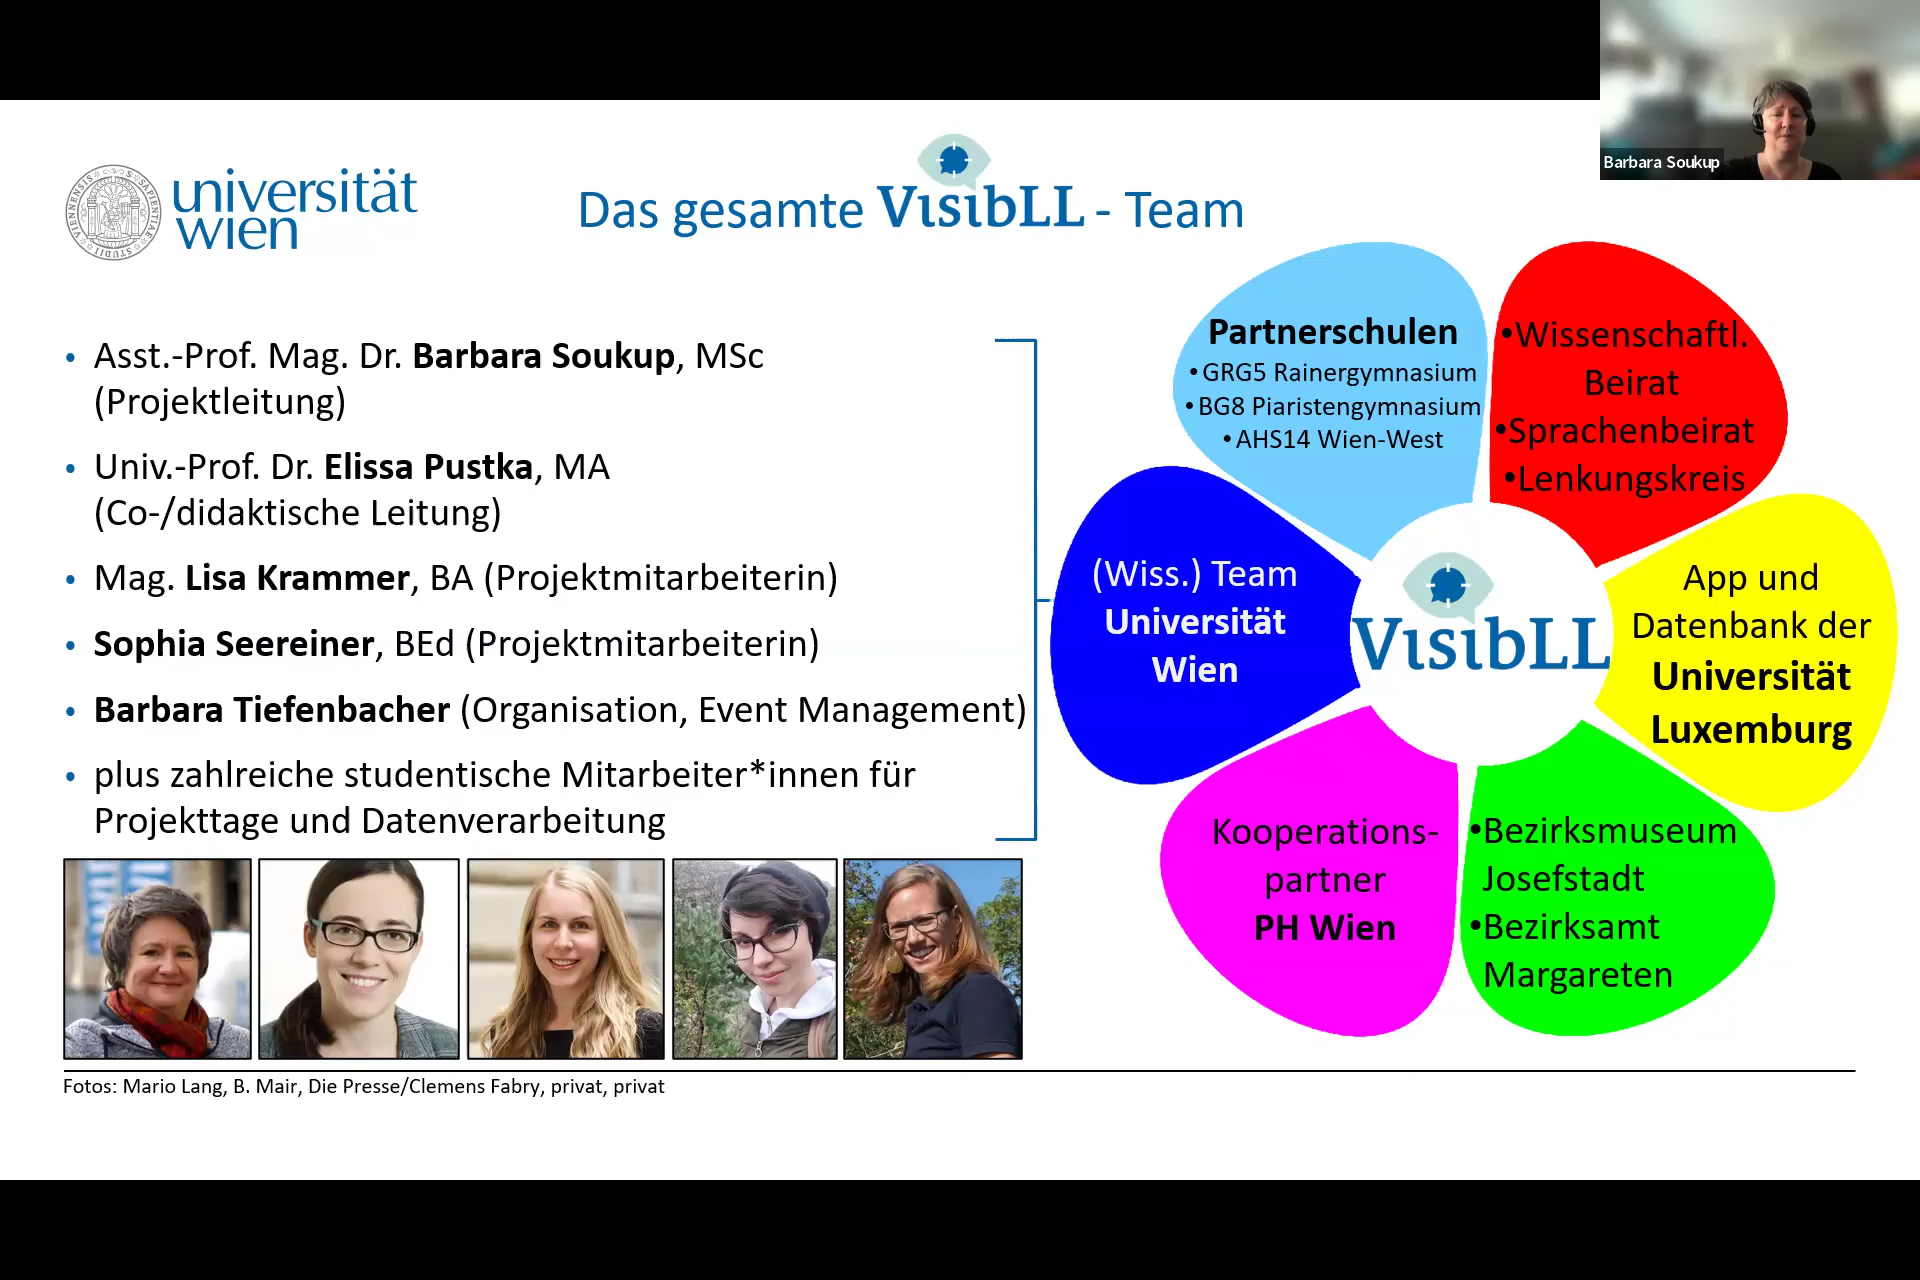 Barbara Soukup
universität
wien
Das gesamte VisibLL - Team
• Asst.-Prof. Mag. Dr. Barbara Soukup, MSc
(Projektleitung)
• Univ.-Prof. Dr. Elissa Pustka, MA
(Co-/didaktische Leitung)
• Mag. Lisa Krammer, BA (Projektmitarbeiterin)
• Sophia Seereiner, BEd (Projektmitarbeiterin)
• Barbara Tiefenbacher (Organisation, Event Management)
• plus zahlreiche studentische Mitarbeiter*innen für
Projekttage und Datenverarbeitung
Partnerschulen
• GRG5 Rainergymnasium
• BG8 Piaristengymnasium
• AHS14 Wien-West
•Wissenschaftl.
Beirat
•Sprachenbeirat
•Lenkungskreis
(Wiss.) Team
Universität
Wien
VisibLL
App und
Datenbank der
Universität
Luxemburg
Kooperations-
partner
PH Wien
•Bezirksmuseum
Josefstadt
•Bezirksamt
Margareten
Fotos: Mario Lang, B. Mair, Die Presse/Clemens Fabry, privat, privat